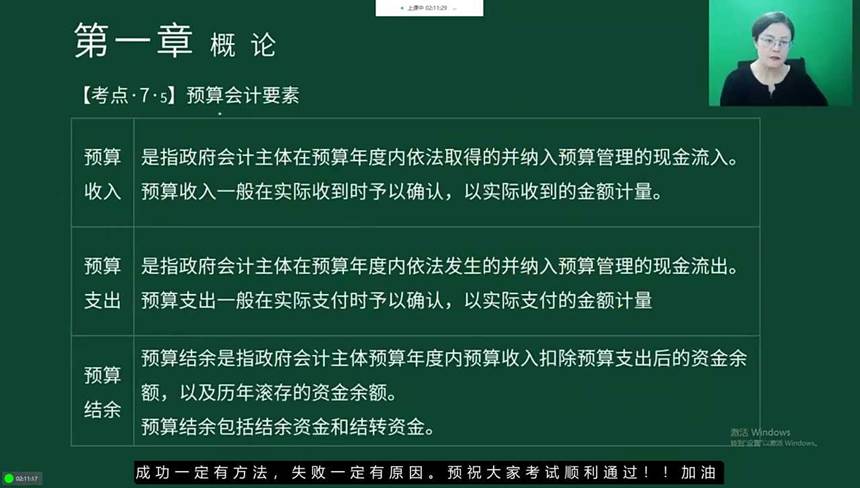 上课中 02:11:29
第一章 概 论
【考点·7·5】预算会计要素
预算
收入
是指政府会计主体在预算年度内依法取得的并纳入预算管理的现金流入。
预算收入一般在实际收到时予以确认，以实际收到的金额计量。
预算
支出
是指政府会计主体在预算年度内依法发生的并纳入预算管理的现金流出。
预算支出一般在实际支付时予以确认，以实际支付的金额计量
预算
结余
预算结余是指政府会计主体预算年度内预算收入扣除预算支出后的资金余
额，以及历年滚存的资金余额。
预算结余包括结余资金和结转资金。
激活 Windows
转到"设置"以激活 Windows。
02:11:17
成功一定有方法，失败一定有原因。预祝大家考试顺利通过！！加油